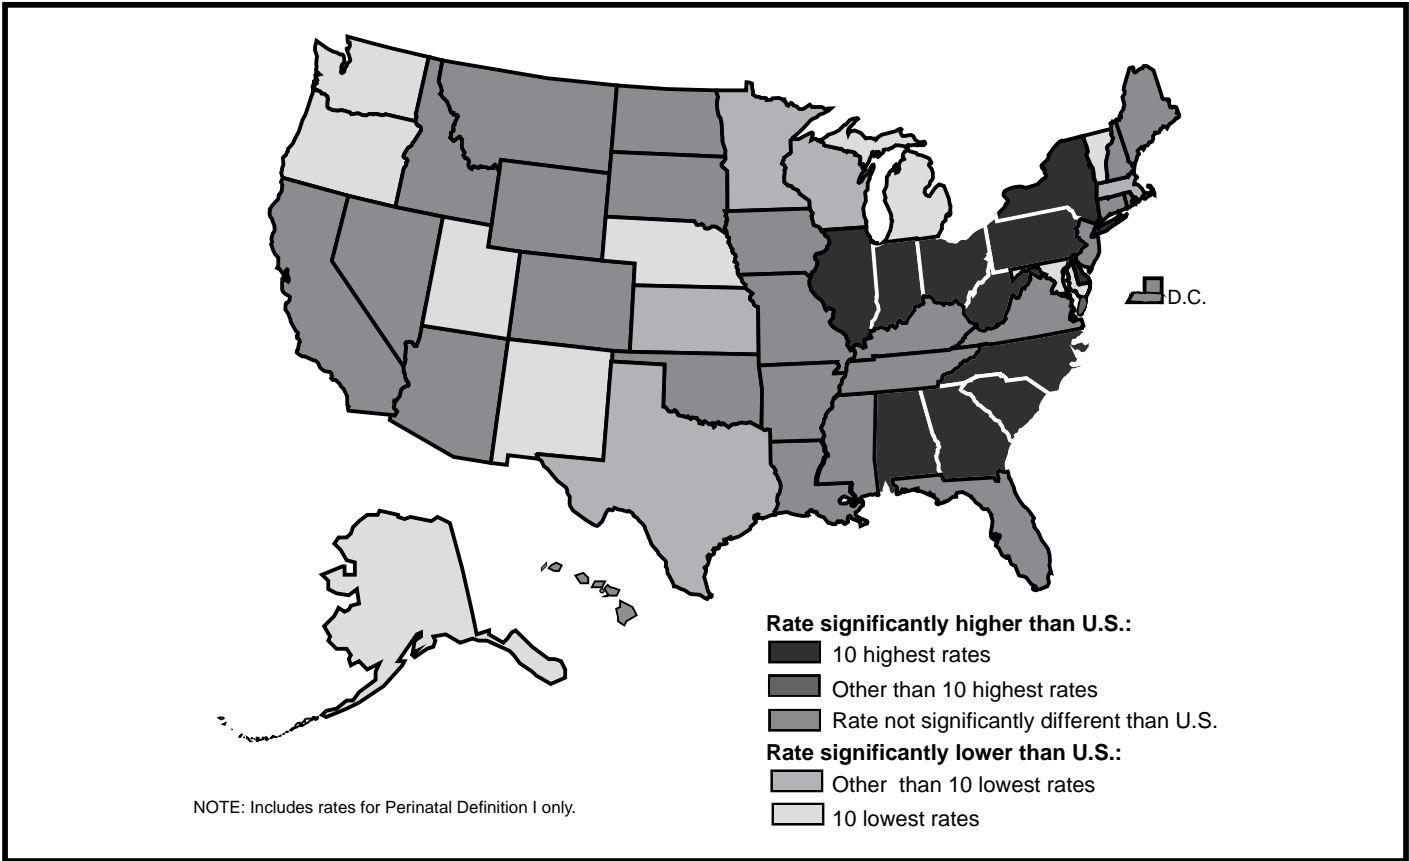 D.C.
Rate significantly higher than U.S.:
10 highest rates
Other than 10 highest rates
Rate not significantly different than U.S.
Rate significantly lower than U.S.:
Other than 10 lowest rates
10 lowest rates
NOTE: Includes rates for Perinatal Definition I only.